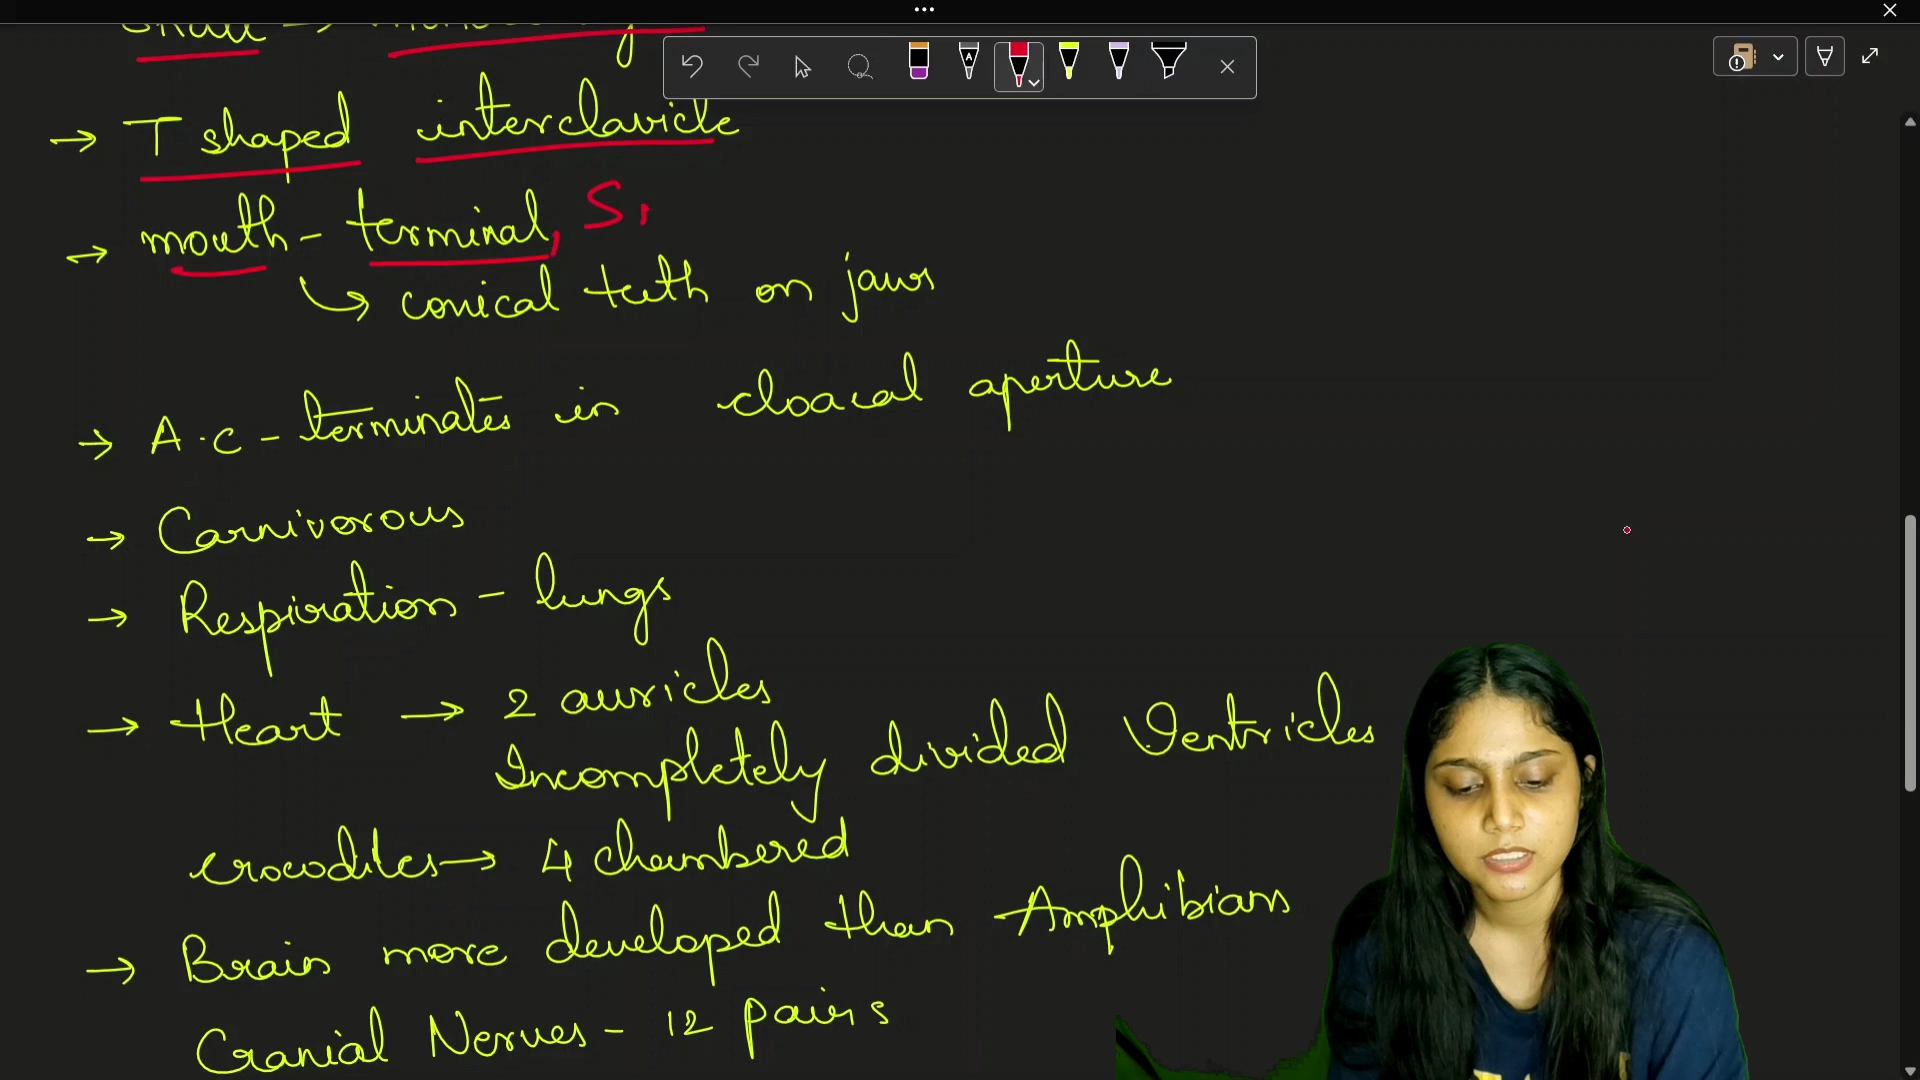 → T shaped interclavicle
→ mouth - terminal,
↳ conical teeth on jaws
→ A.C - terminates in cloacal aperture
→ Carnivorous
→ Respiration - lungs
→ Heart → 2 auricles
Incompletely divided Ventricles
crocodiles → 4 chambered
→ Brain more developed than Amphibians
Cranial Nerves - 12 pairs